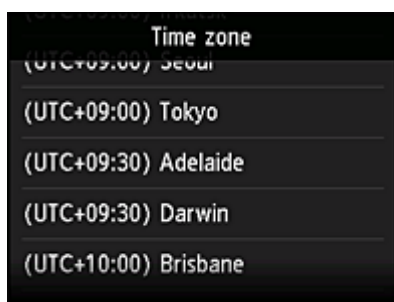 Time zone
(UTC+09:00) Seoul
(UTC+09:00) Tokyo
(UTC+09:30) Adelaide
(UTC+09:30) Darwin
(UTC+10:00) Brisbane